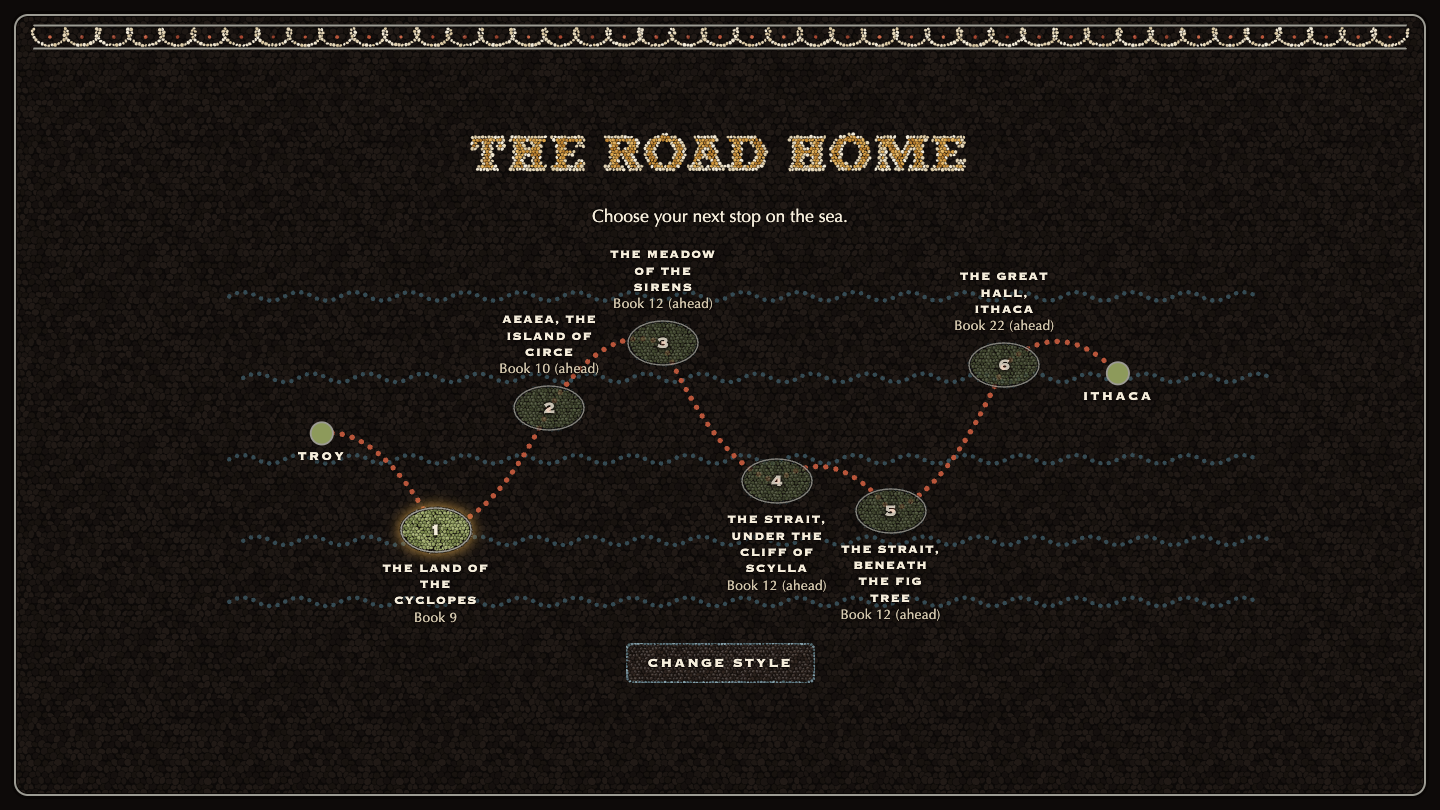 THE ROAD HOME
Choose your next stop on the sea.
THE MEADOW
OF THE
SIRENS
Book 12 (ahead)
3
THE GREAT
HALL,
ITHACA
Book 22 (ahead)
6
AEAEA, THE
ISLAND OF
CIRCE
Book 10 (ahead)
2
ITHACA
TROY
1
THE LAND OF
THE
CYCLOPES
Book 9
4
THE STRAIT,
UNDER THE
CLIFF OF
SCYLLA
Book 12 (ahead)
5
THE STRAIT,
BENEATH
THE FIG
TREE
Book 12 (ahead)
CHANGE STYLE